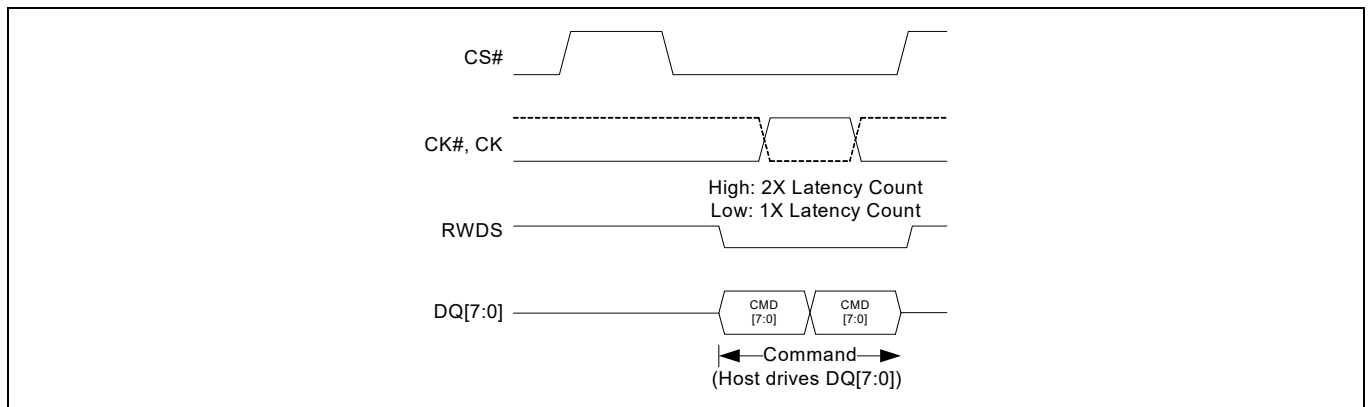 CS#
CK#, CK
High: 2X Latency Count
Low: 1X Latency Count
RWDS
DQ[7:0]
CMD
[7:0]
CMD
[7:0]
Command
(Host drives DQ[7:0])